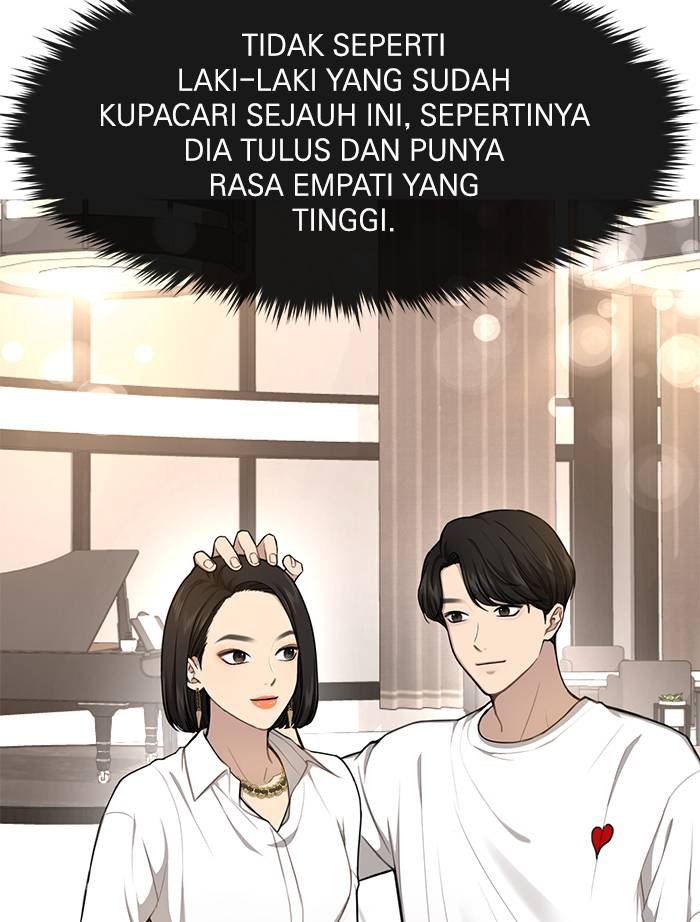 TIDAK SEPERTI
LAKI-LAKI YANG SUDAH
KUPACARI SEJAUH INI, SEPERTINYA
DIA TULUS DAN PUNYA
RASA EMPATI YANG
TINGGI.